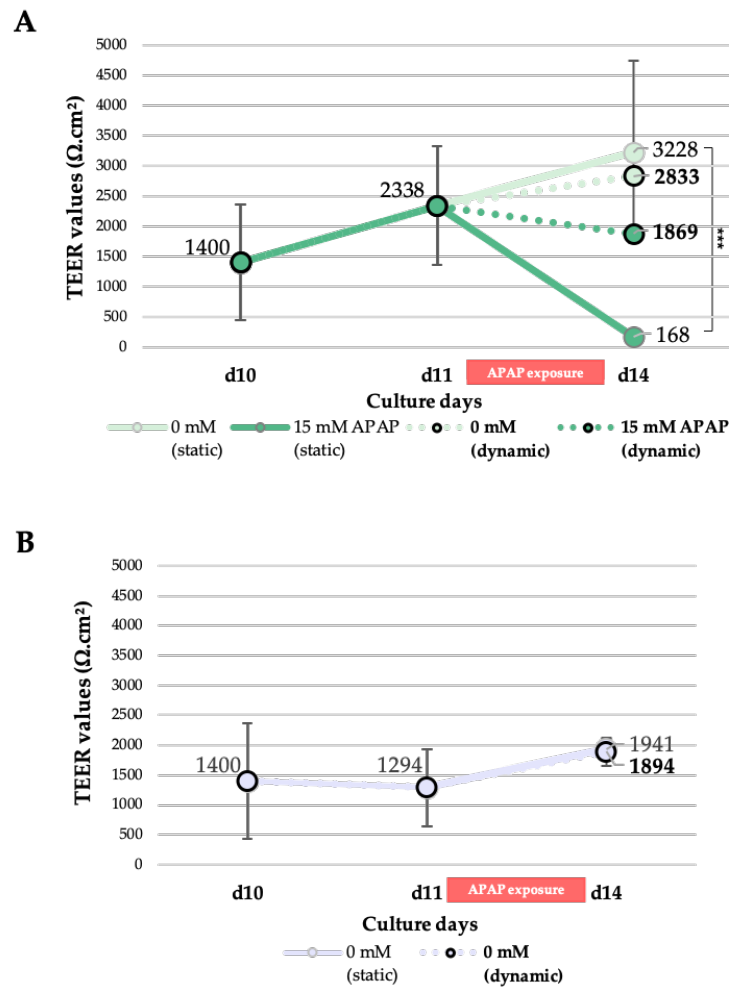 A
TEER values (Ω.cm²)
5000
4500
4000
3500
3000
2500
2000
1500
1000
500
0
1400
2338
3228
2833
1869
168
***
d10
d11
APAP exposure
d14
Culture days
0 mM (static)
15 mM APAP (static)
0 mM (dynamic)
15 mM APAP (dynamic)
B
TEER values (Ω.cm²)
5000
4500
4000
3500
3000
2500
2000
1500
1000
500
0
1400
1294
1941
1894
d10
d11
APAP exposure
d14
Culture days
0 mM (static)
0 mM (dynamic)